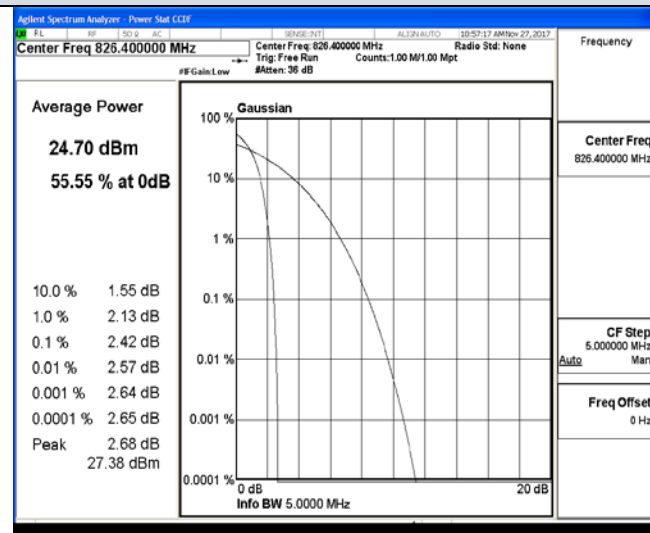 Agilent Spectrum Analyzer - Power Stat CCDF
RL RF 50 Ω AC SENSE:INT ALIGN AUTO 10:57:17 AM Nov 27, 2017
Center Freq 826.400000 MHz
Center Freq: 826.400000 MHz Radio Std: None
Trig: Free Run Counts:1.00 M/1.00 Mpt
#IFGain:Low #Atten: 36 dB
Frequency
Average Power
24.70 dBm
55.55 % at 0dB
10.0 % 1.55 dB
1.0 % 2.13 dB
0.1 % 2.42 dB
0.01 % 2.57 dB
0.001 % 2.64 dB
0.0001 % 2.65 dB
Peak 2.68 dB
27.38 dBm
Gaussian
100 %
10 %
1 %
0.1 %
0.01 %
0.001 %
0.0001 %
0 dB 20 dB
Info BW 5.0000 MHz
Center Freq
826.400000 MHz
CF Step
5.000000 MHz
Auto Man
Freq Offset
0 Hz